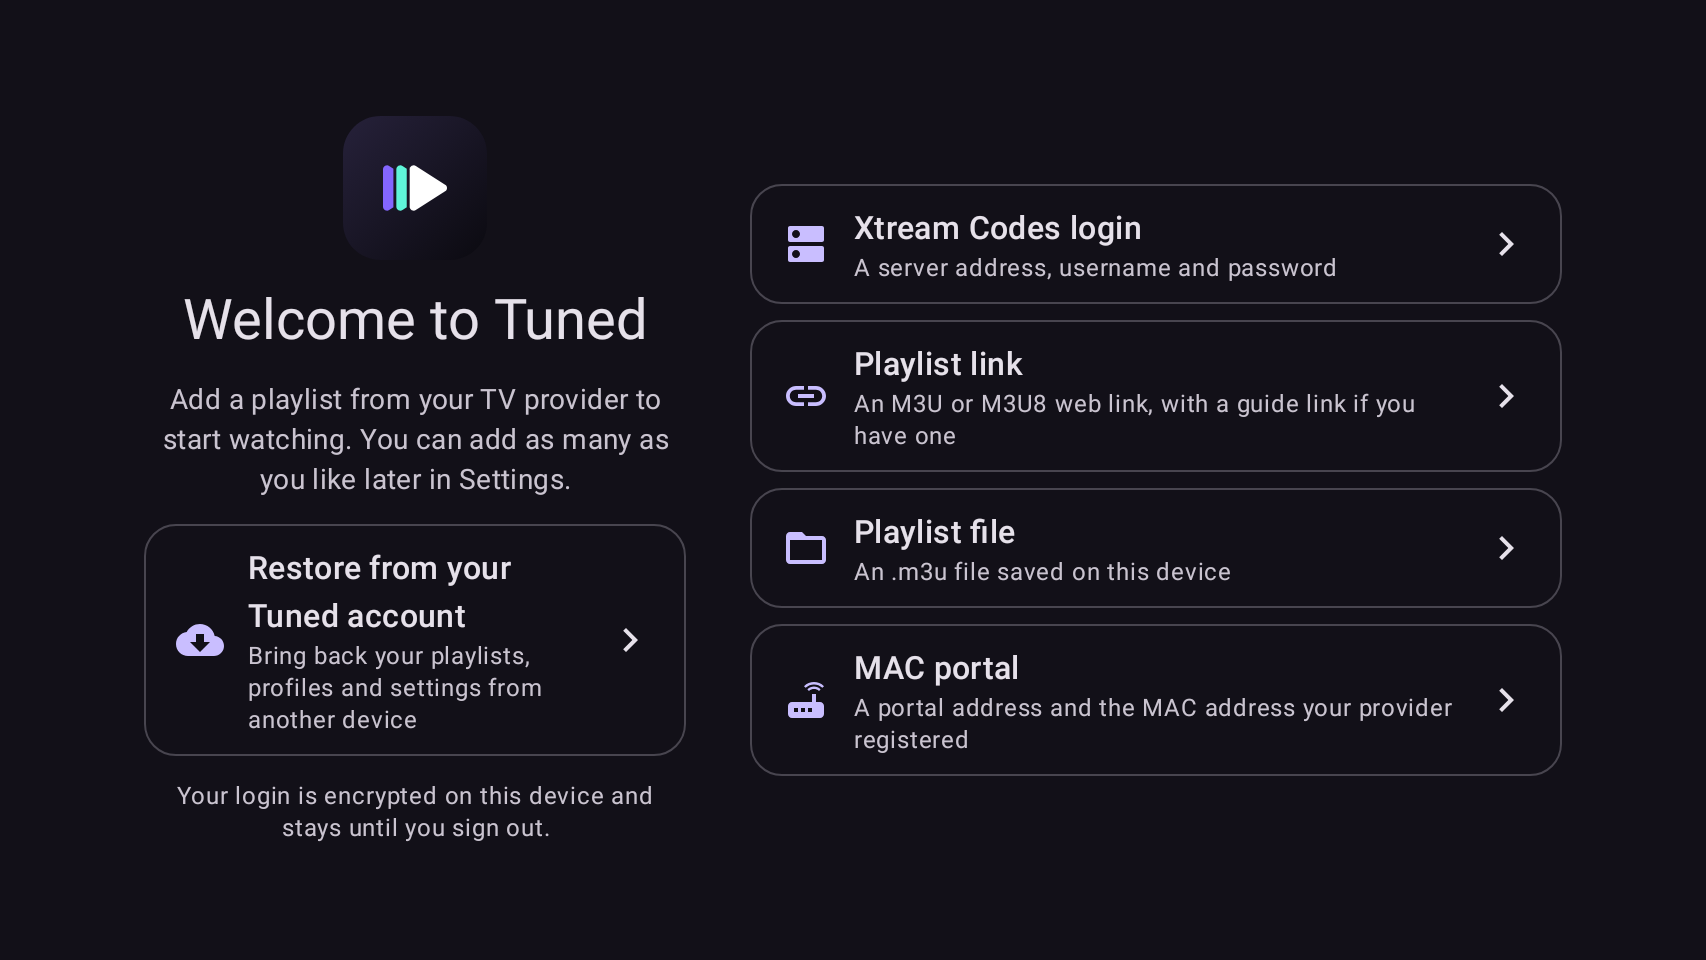 Welcome to Tuned
Add a playlist from your TV provider to
start watching. You can add as many as
you like later in Settings.
Restore from your
Tuned account
Bring back your playlists,
profiles and settings from
another device
Your login is encrypted on this device and
stays until you sign out.
Xtream Codes login
A server address, username and password
Playlist link
An M3U or M3U8 web link, with a guide link if you
have one
Playlist file
An .m3u file saved on this device
MAC portal
A portal address and the MAC address your provider
registered